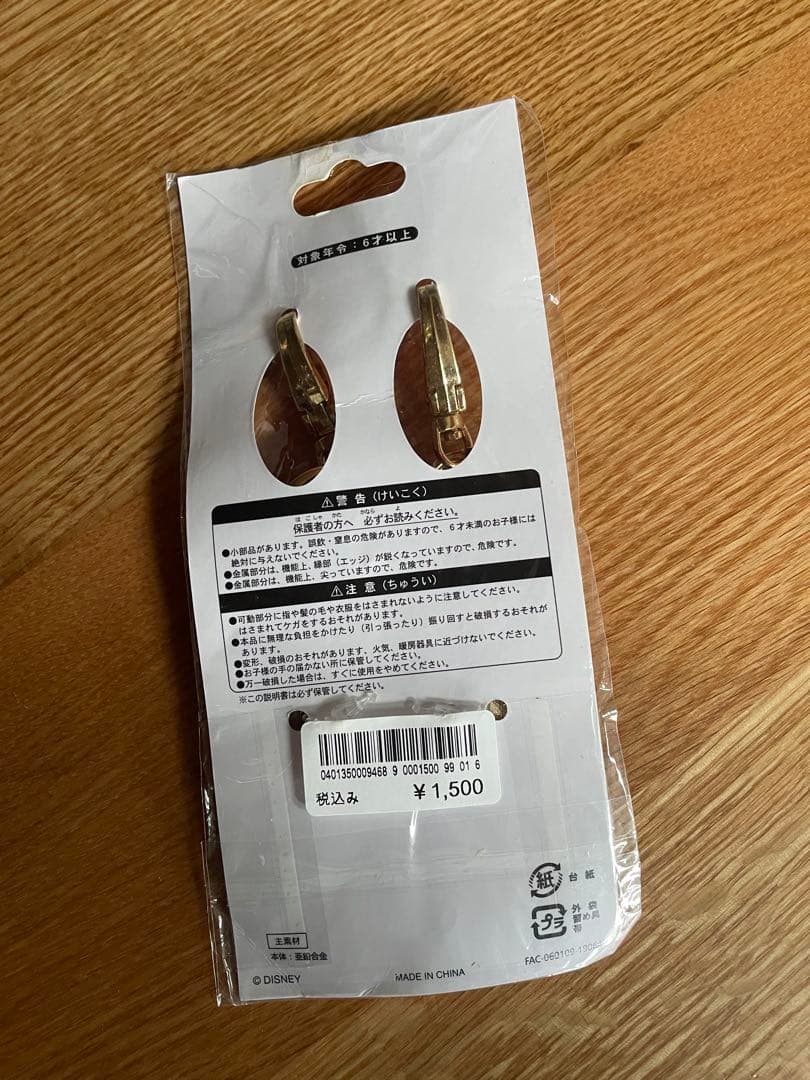 対象年令：6才以上
⚠警告（けいこく）
ほごしゃ かた かなら よ
保護者の方へ 必ずお読みください。
●小部品があります。誤飲・窒息の危険がありますので、6才未満のお子様には
絶対に与えないでください。
●金属部分は、機能上、縁部（エッジ）が鋭くなっていますので、危険です。
●金属部分は、機能上、尖っていますので、危険です。
⚠注意（ちゅうい）
●可動部分に指や髪の毛や衣服をはさまれないように注意してください。
はさまれてケガをするおそれがあります。
●本品に無理な負担をかけたり（引っ張ったり）振り回すと破損するおそれが
あります。
●変形、破損のおそれがあります、火気、暖房器具に近づけないでください。
●お子様の手の届かない所に保管してください。
●万一破損した場合は、すぐに使用をやめてください。
※この説明書は必ず保管してください。
0401350009468 9 0001500 99 01 6
税込み ￥1,500
紙 台紙
プラ 外袋
留め具
帯
主素材
本体：亜鉛合金
© DISNEY MADE IN CHINA